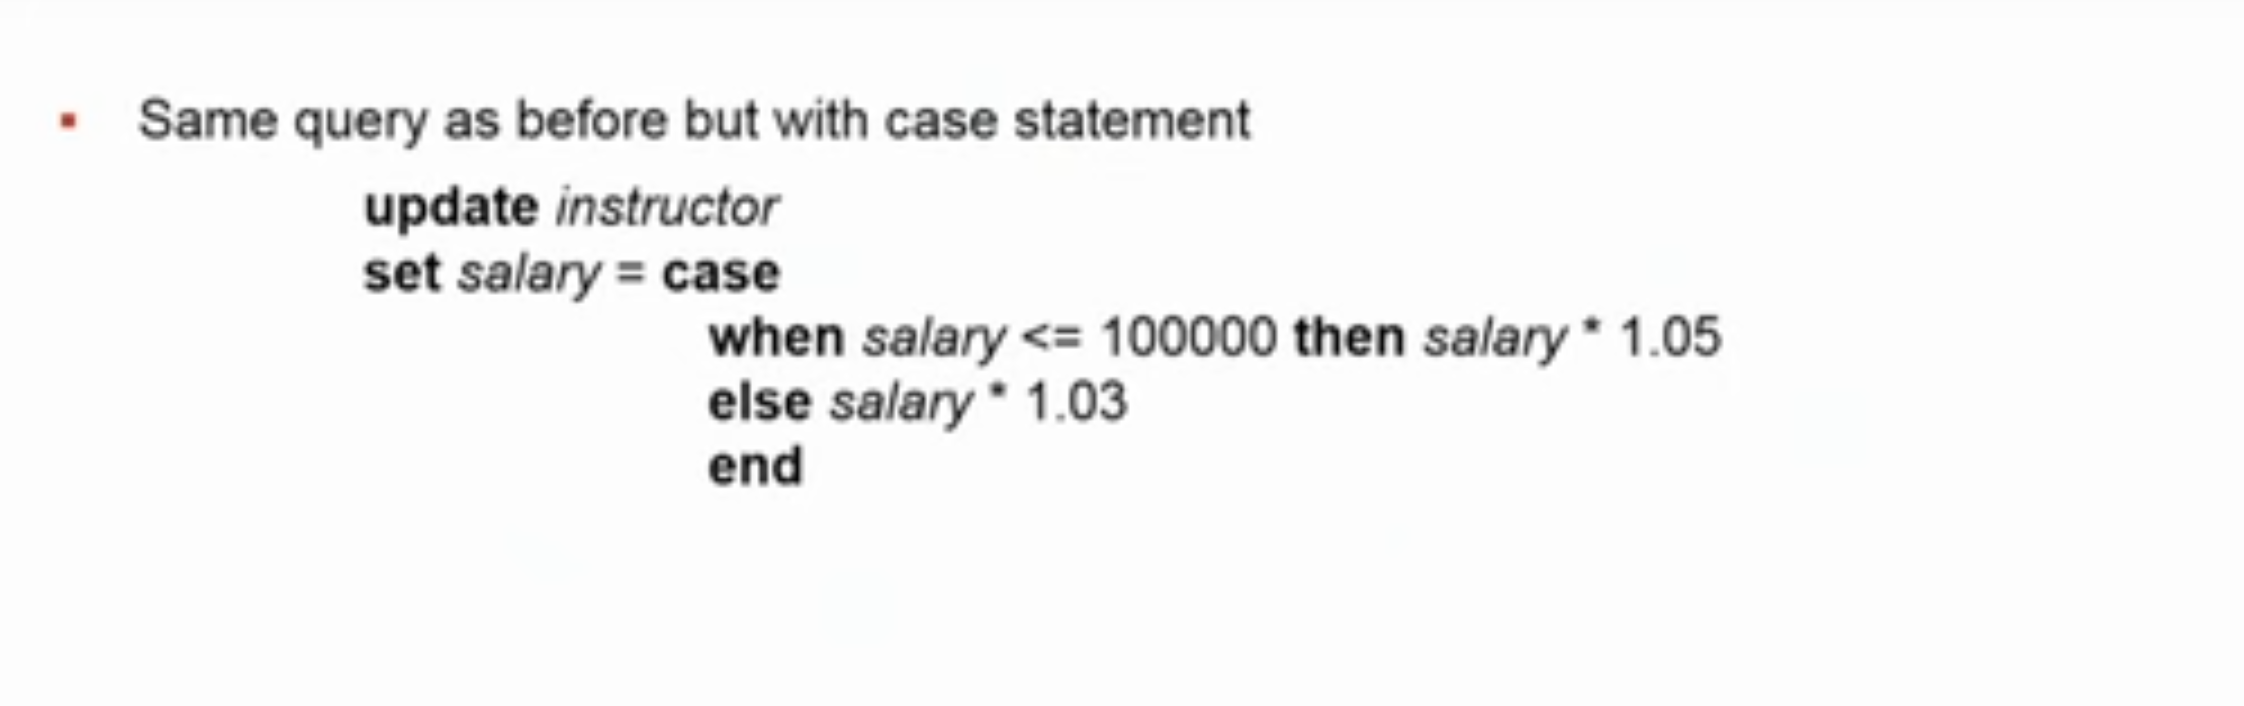 Same query as before but with case statement
update instructor
set salary = case
when salary <= 100000 then salary * 1.05
else salary * 1.03
end